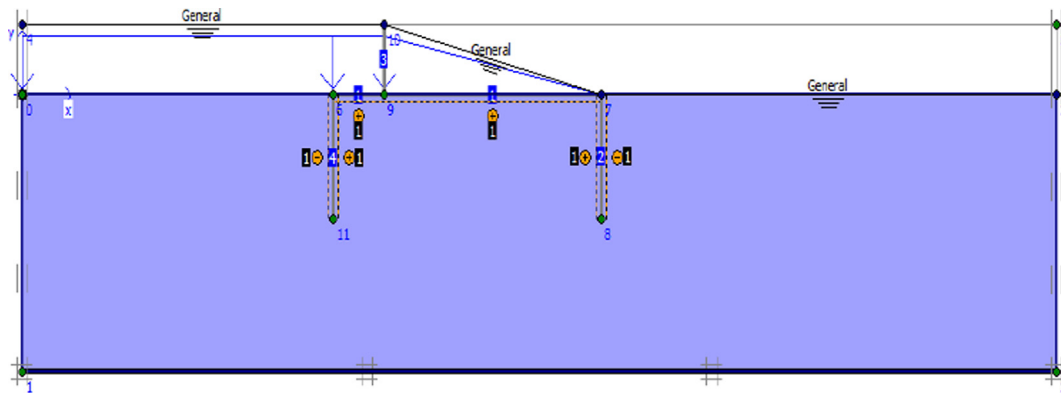 General
y 4 10
3 General
General
1 1
0 x 6 9 7
1 1
1 4 1 1 2 1
11 8
1